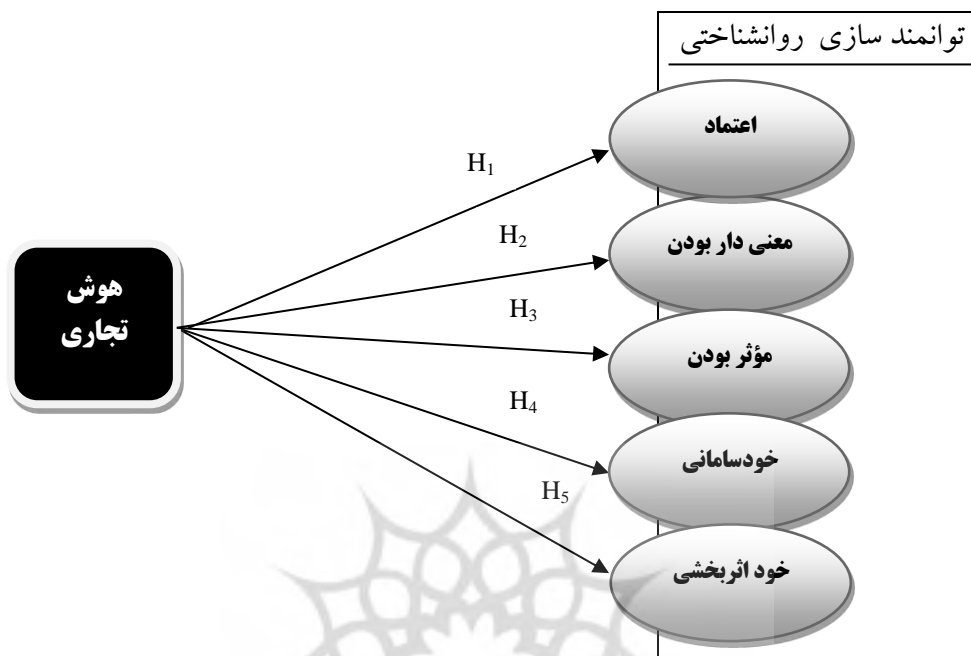 توانمند سازی روانشناختی
اعتماد
معنی دار بودن
مؤثر بودن
خودسامانی
خود اثربخشی
هوش
تجاری
H₁
H₂
H₃
H₄
H₅